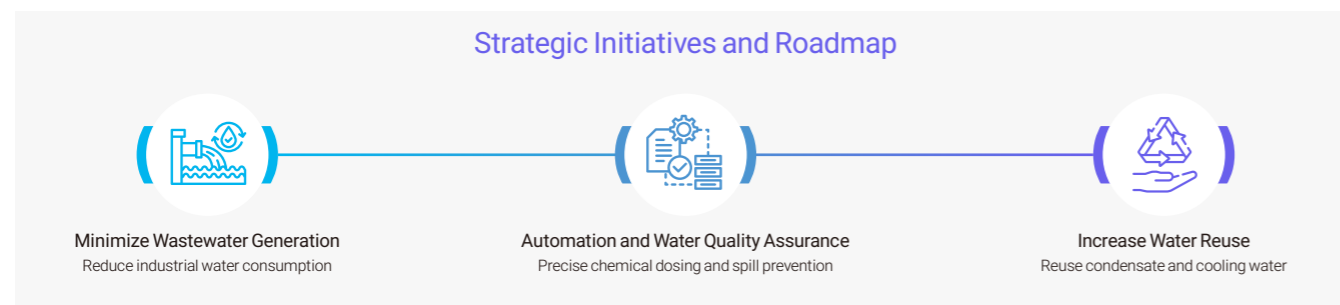 Strategic Initiatives and Roadmap
Minimize Wastewater Generation
Reduce industrial water consumption
Automation and Water Quality Assurance
Precise chemical dosing and spill prevention
Increase Water Reuse
Reuse condensate and cooling water